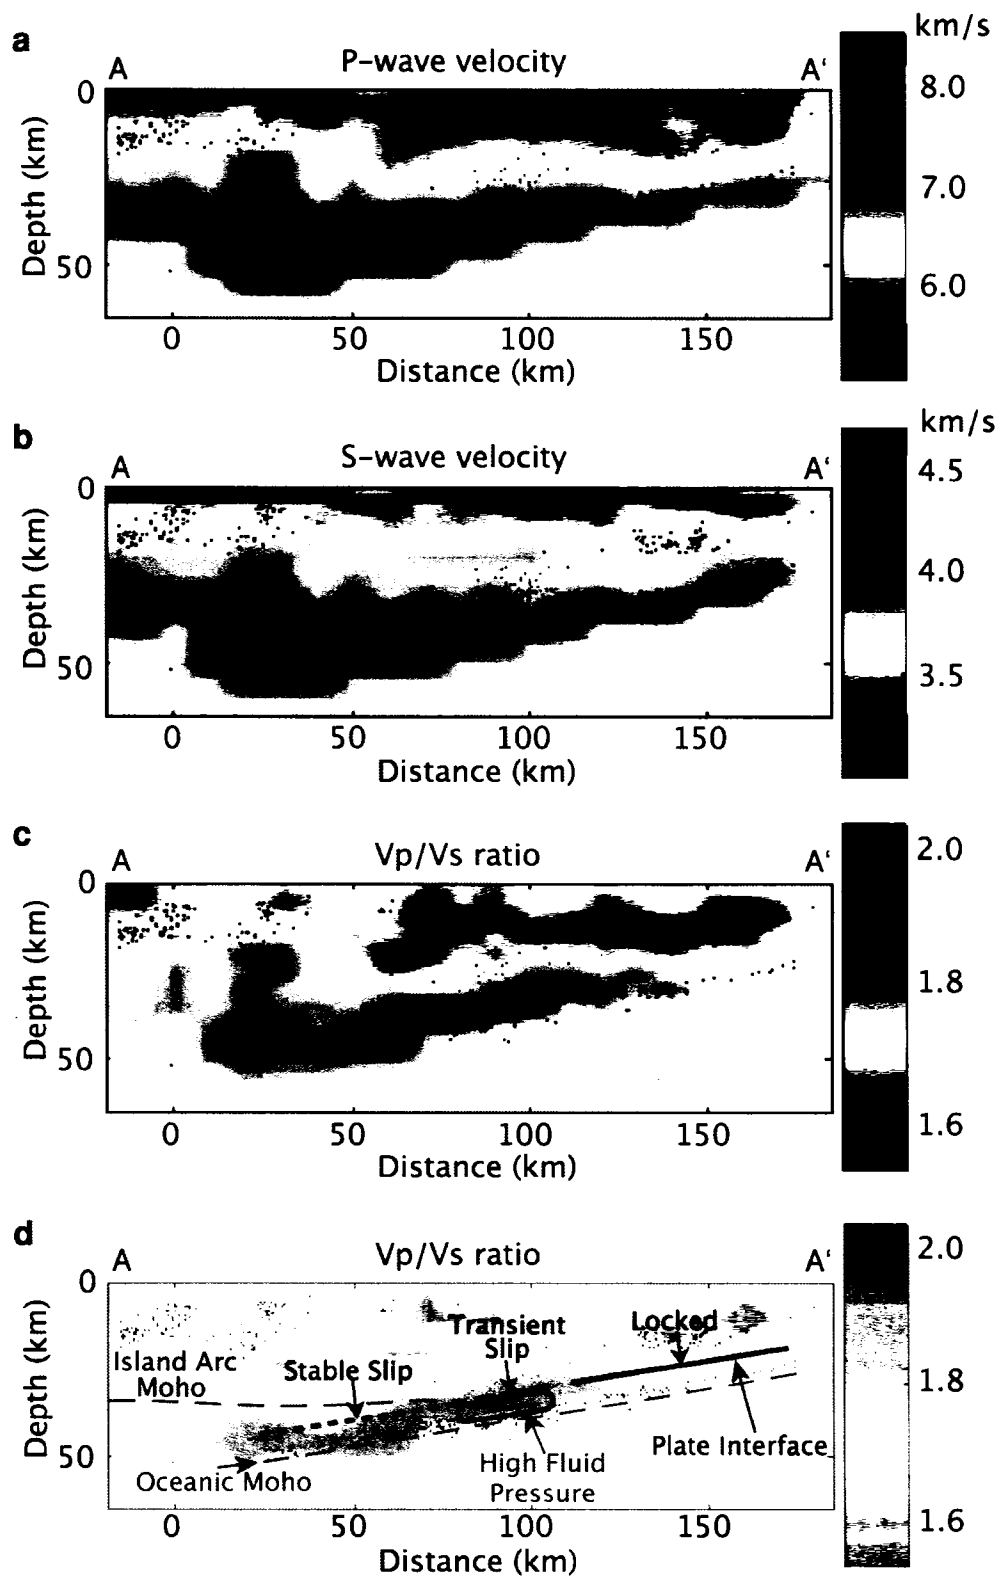 a
A
P-wave velocity
A'
km/s
0
50
Depth (km)
0
50
100
150
Distance (km)
8.0
7.0
6.0
b
A
S-wave velocity
A'
km/s
0
50
Depth (km)
0
50
100
150
Distance (km)
4.5
4.0
3.5
c
A
Vp/Vs ratio
A'
0
50
Depth (km)
0
50
100
150
Distance (km)
2.0
1.8
1.6
d
A
Vp/Vs ratio
A'
0
50
Depth (km)
Island Arc
Moho
Stable Slip
Transient
Slip
Locked
Oceanic Moho
High Fluid
Pressure
Plate Interface
0
50
100
150
Distance (km)
2.0
1.8
1.6